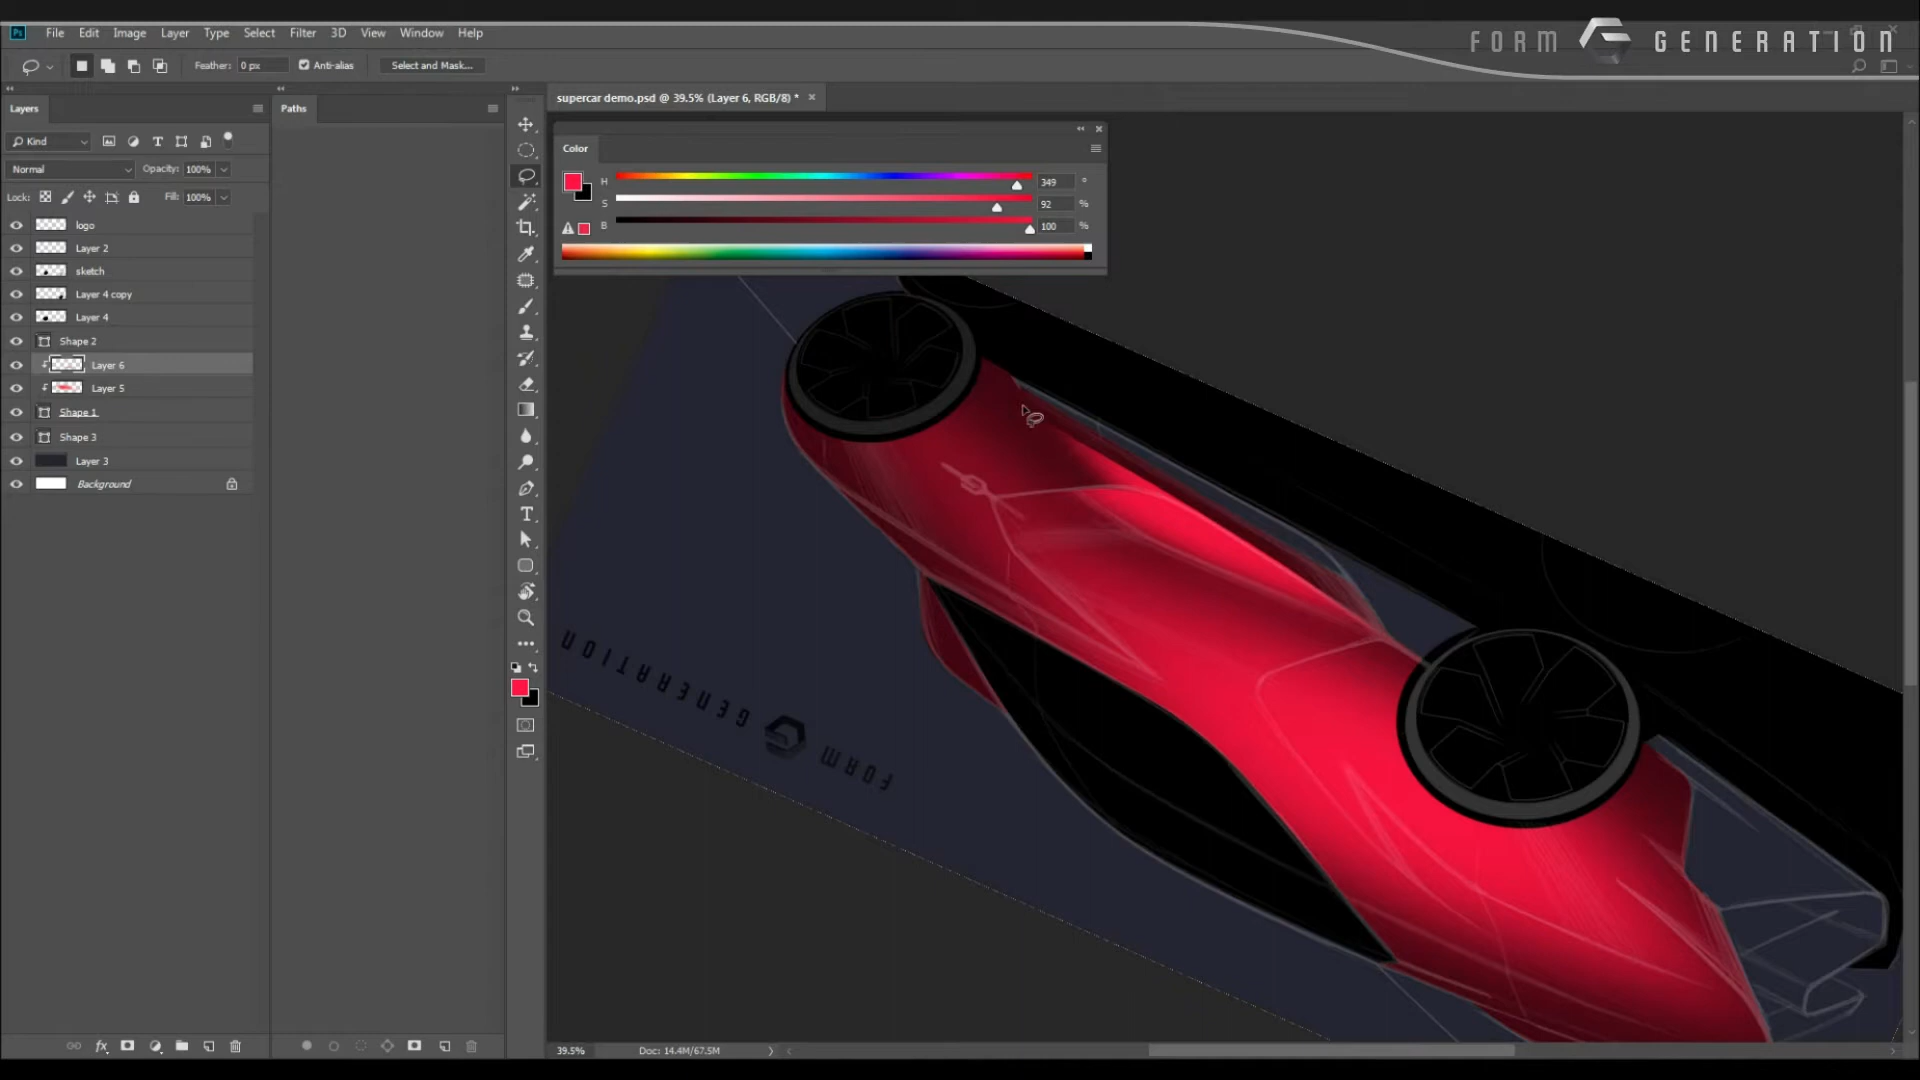 FORM GENERATION
File Edit Image Layer Type Select Filter 3D View Window Help
Feather: 0 px Anti-alias Select and Mask...
Layers
Paths
supercar demo.psd @ 39.5% (Layer 6, RGB/8) *
Kind
Normal Opacity: 100%
Lock: Fill: 100%
logo
Layer 2
sketch
Layer 4 copy
Layer 4
Shape 2
Layer 6
Layer 5
Shape 1
Shape 3
Layer 3
Background
Color
H 349 °
S 92 %
B 100 %
FORM GENERATION
39.5% Doc: 14.4M/67.5M